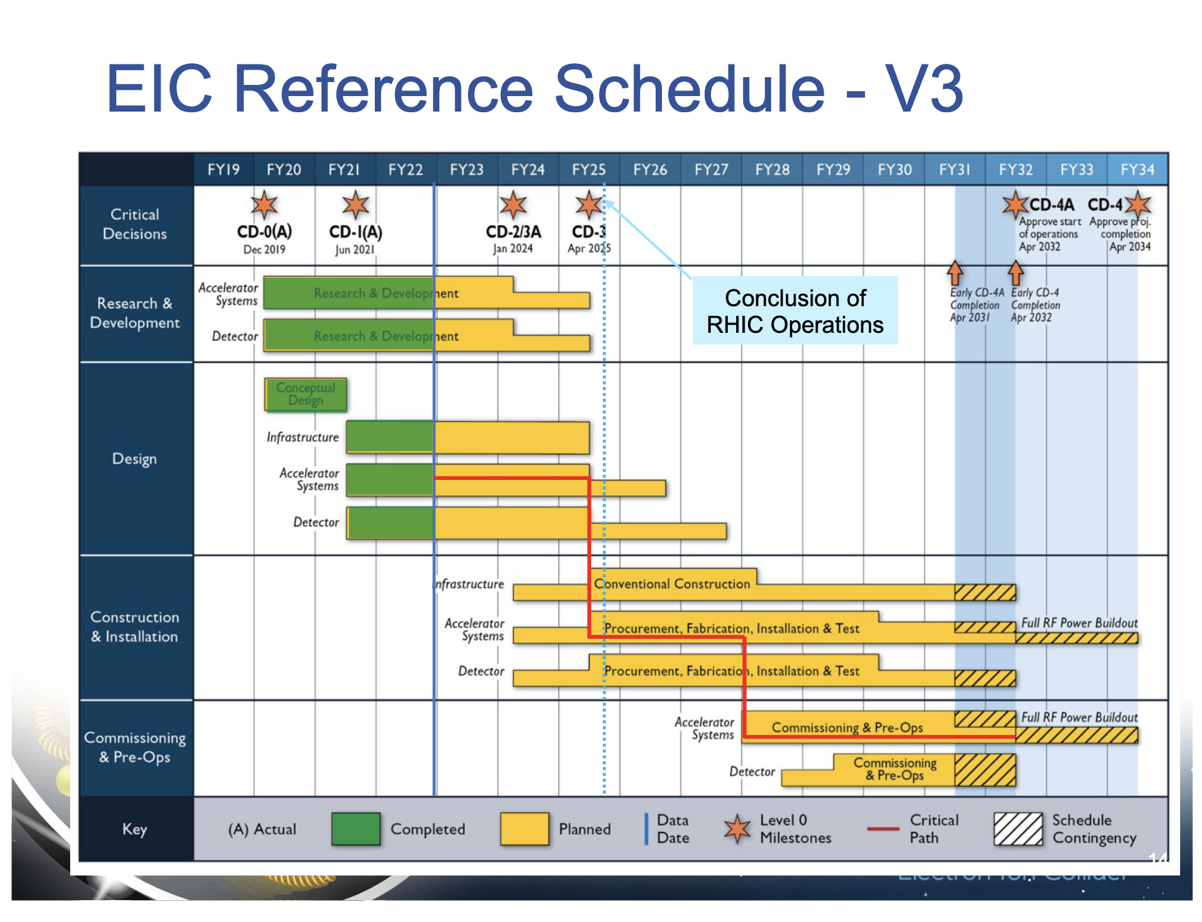 EIC Reference Schedule - V3
FY19 FY20 FY21 FY22 FY23 FY24 FY25 FY26 FY27 FY28 FY29 FY30 FY31 FY32 FY33 FY34
Critical
Decisions
CD-0(A)
Dec 2019
CD-1(A)
Jun 2021
CD-2/3A
Jan 2024
CD-3
Apr 2025
CD-4A
Approve start
of operations
Apr 2032
CD-4
Approve proj.
completion
Apr 2034
Early CD-4A
Completion
Apr 2031
Early CD-4
Completion
Apr 2032
Conclusion of
RHIC Operations
Research &
Development
Accelerator
Systems
Research & Development
Detector
Research & Development
Design
Conceptual
Design
Infrastructure
Accelerator
Systems
Detector
Construction
& Installation
Infrastructure
Conventional Construction
Accelerator
Systems
Procurement, Fabrication, Installation & Test
Full RF Power Buildout
Detector
Procurement, Fabrication, Installation & Test
Commissioning
& Pre-Ops
Accelerator
Systems
Commissioning & Pre-Ops
Full RF Power Buildout
Detector
Commissioning
& Pre-Ops
Key
(A) Actual
Completed
Planned
Data
Date
Level 0
Milestones
Critical
Path
Schedule
Contingency
14
Electron Ion Collider